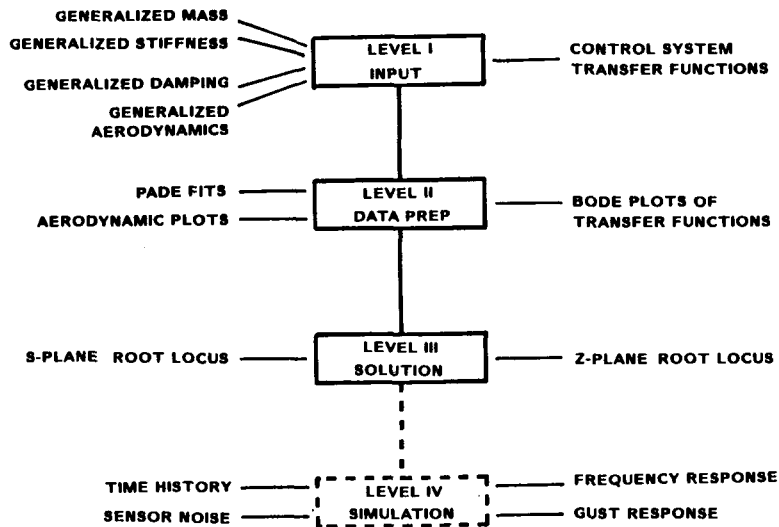 GENERALIZED MASS
GENERALIZED STIFFNESS
GENERALIZED DAMPING
GENERALIZED
AERODYNAMICS
LEVEL I
INPUT
CONTROL SYSTEM
TRANSFER FUNCTIONS
PADE FITS
AERODYNAMIC PLOTS
LEVEL II
DATA PREP
BODE PLOTS OF
TRANSFER FUNCTIONS
S-PLANE ROOT LOCUS
LEVEL III
SOLUTION
Z-PLANE ROOT LOCUS
TIME HISTORY
SENSOR NOISE
LEVEL IV
SIMULATION
FREQUENCY RESPONSE
GUST RESPONSE